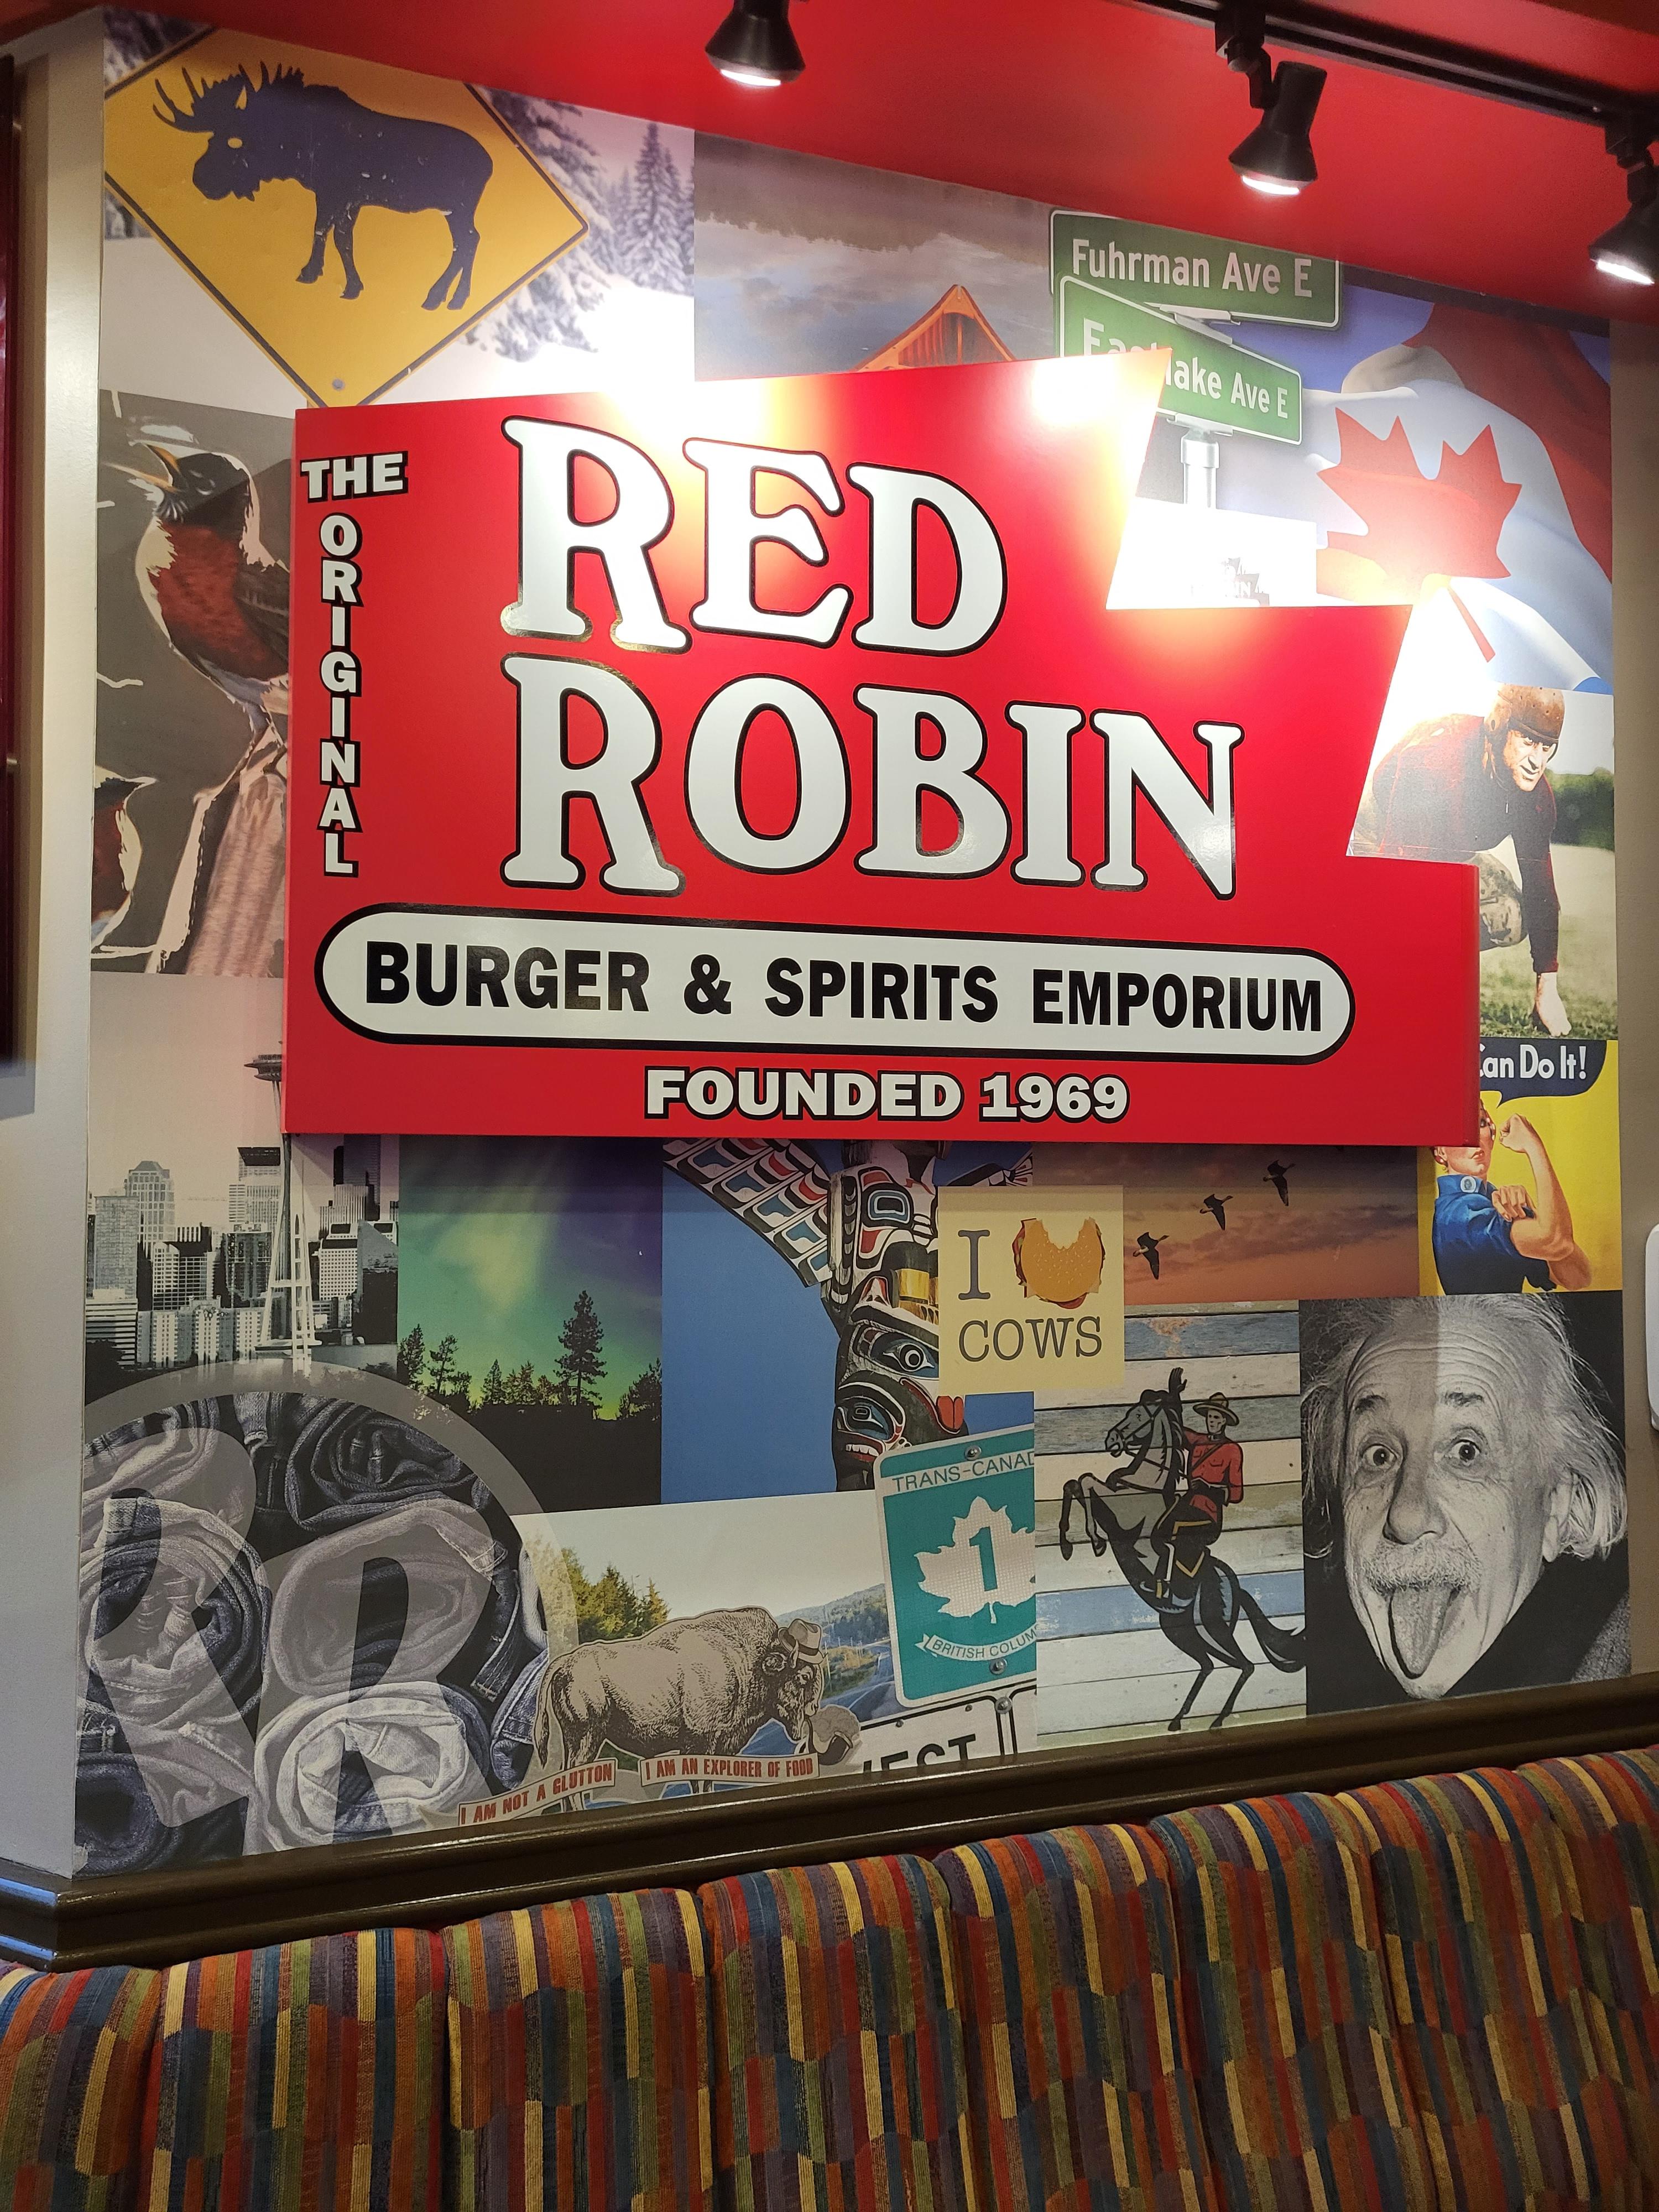 Fuhrman Ave E
lake Ave E
THE
ORIGINAL
RED
ROBIN
BURGER & SPIRITS EMPORIUM
FOUNDED 1969
Can Do It!
I
COWS
TRANS-CANAD
1
BRITISH COLUM
EST
R
I AM NOT A GLUTTON
I AM AN EXPLORER OF FOOD